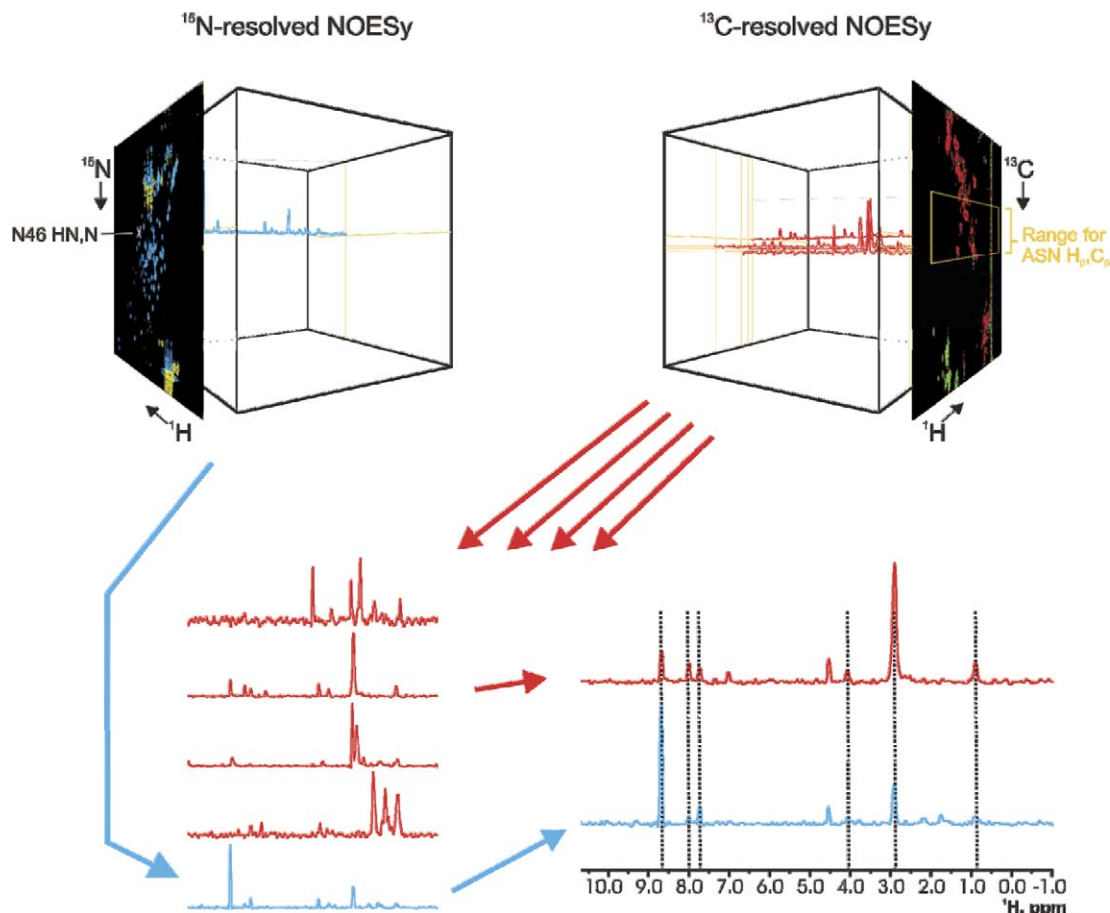 ¹⁵N-resolved NOESy
¹³C-resolved NOESy
¹⁵N
N46 HN,N
¹H
¹³C
Range for
ASN Hᵦ,Cᵦ
¹H
10.0 9.0 8.0 7.0 6.0 5.0 4.0 3.0 2.0 1.0 0.0 -1.0
¹H, ppm